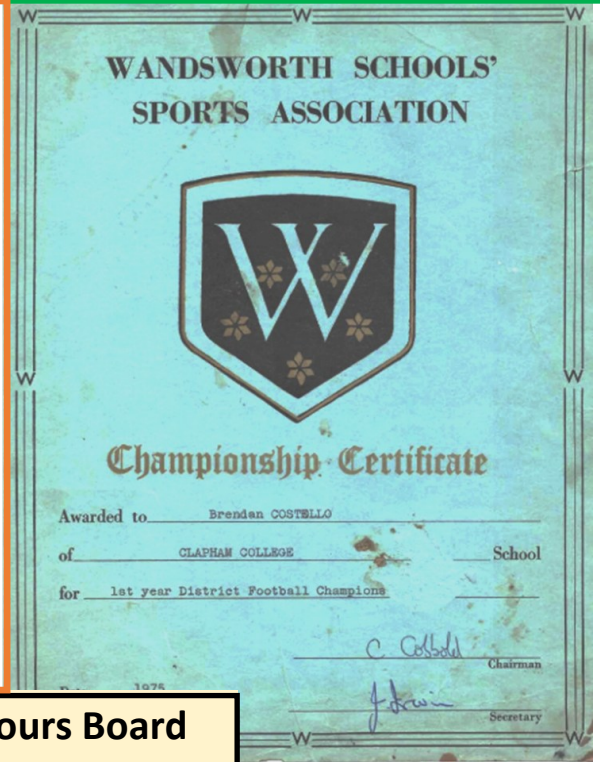 WANDSWORTH SCHOOLS'
SPORTS ASSOCIATION
W
Championship Certificate
Awarded to Brendan COSTELLO
of CLAPHAM COLLEGE School
for 1st year District Football Champions
C Cobbold
Chairman
1975
J. Irwin
Secretary
ours Board